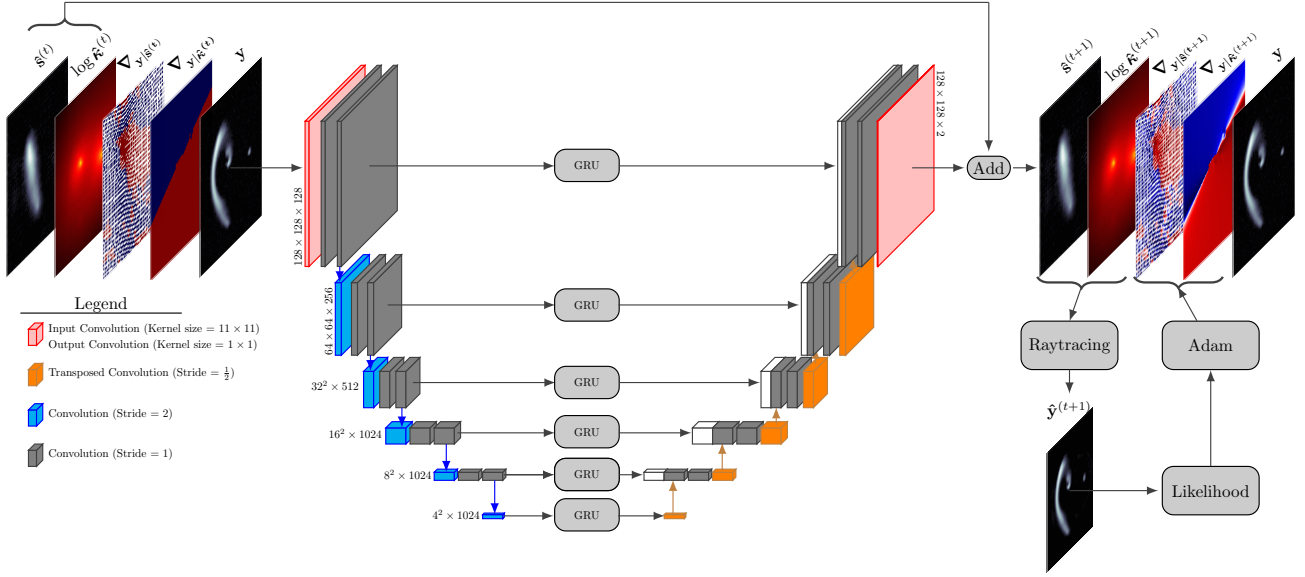 ŝ⁽ᵗ⁾
log κ̂⁽ᵗ⁾
∇ y|ŝ⁽ᵗ⁾
∇ y|κ̂⁽ᵗ⁾
y
128 × 128 × 128
64 × 64 × 256
32² × 512
16² × 1024
8² × 1024
4² × 1024
GRU
GRU
GRU
GRU
GRU
GRU
128 × 128 × 2
Add
ŝ⁽ᵗ⁺¹⁾
log κ̂⁽ᵗ⁺¹⁾
∇ y|ŝ⁽ᵗ⁺¹⁾
∇ y|κ̂⁽ᵗ⁺¹⁾
y
Raytracing
Adam
ŷ⁽ᵗ⁺¹⁾
Likelihood
Legend
Input Convolution (Kernel size = 11 × 11)
Output Convolution (Kernel size = 1 × 1)
Transposed Convolution (Stride = ½)
Convolution (Stride = 2)
Convolution (Stride = 1)